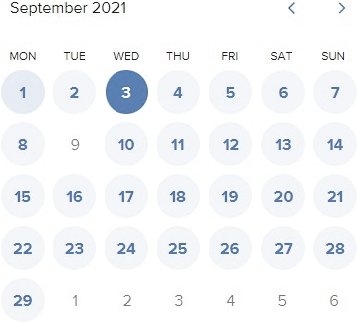 September 2021 < >
MON TUE WED THU FRI SAT SUN
1 2 3 4 5 6 7
8 9 10 11 12 13 14
15 16 17 18 19 20 21
22 23 24 25 26 27 28
29 1 2 3 4 5 6